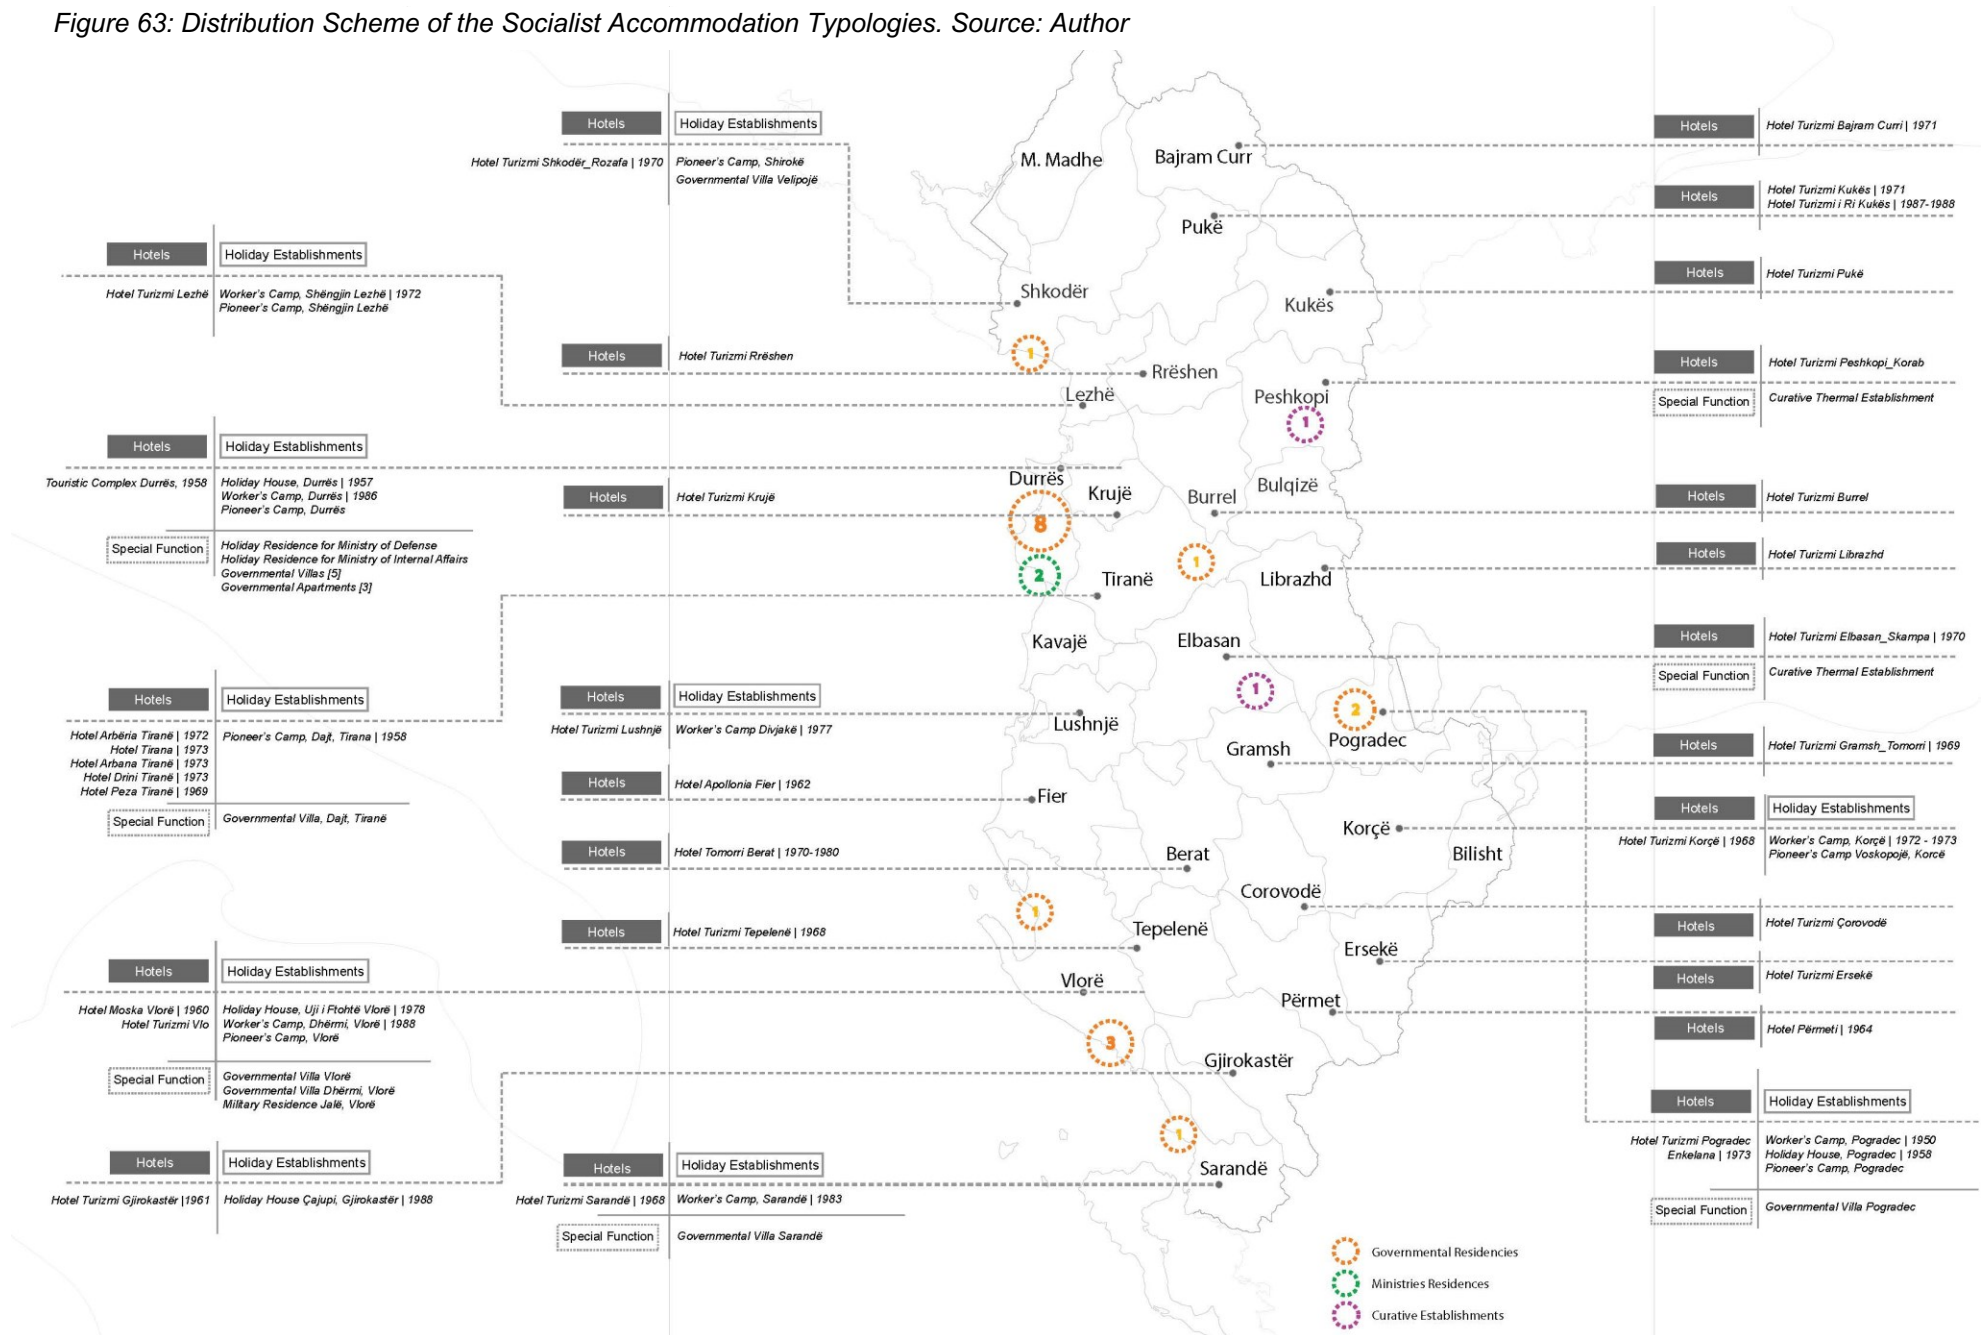 Figure 63: Distribution Scheme of the Socialist Accommodation Typologies. Source: Author
Hotels
Holiday Establishments
Hotel Turizmi Shkodër_Rozafa | 1970
Pioneer's Camp, Shirokë
Governmental Villa Velipojë
Hotels
Holiday Establishments
Hotel Turizmi Lezhë
Worker's Camp, Shëngjin Lezhë | 1972
Pioneer's Camp, Shëngjin Lezhë
Hotels
Hotel Turizmi Rrëshen
Hotels
Holiday Establishments
Touristic Complex Durrës, 1958
Holiday House, Durrës | 1957
Worker's Camp, Durrës | 1986
Pioneer's Camp, Durrës
Special Function
Holiday Residence for Ministry of Defense
Holiday Residence for Ministry of Internal Affairs
Governmental Villas [5]
Governmental Apartments [3]
Hotels
Hotel Turizmi Krujë
Hotels
Holiday Establishments
Hotel Arbëria Tiranë | 1972
Hotel Tirana | 1973
Hotel Arbana Tiranë | 1973
Hotel Drini Tiranë | 1973
Hotel Peza Tiranë | 1969
Pioneer's Camp, Dajt, Tirana | 1958
Special Function
Governmental Villa, Dajt, Tiranë
Hotels
Holiday Establishments
Hotel Turizmi Lushnjë
Worker's Camp Divjakë | 1977
Hotels
Hotel Apollonia Fier | 1962
Hotels
Hotel Tomorri Berat | 1970-1980
Hotels
Hotel Turizmi Tepelenë | 1968
Hotels
Holiday Establishments
Hotel Moska Vlorë | 1960
Hotel Turizmi Vlo
Holiday House, Uji i Ftohtë Vlorë | 1978
Worker's Camp, Dhërmi, Vlorë | 1988
Pioneer's Camp, Vlorë
Special Function
Governmental Villa Vlorë
Governmental Villa Dhërmi, Vlorë
Military Residence Jalë, Vlorë
Hotels
Holiday Establishments
Hotel Turizmi Gjirokastër |1961
Holiday House Çajupi, Gjirokastër | 1988
Hotels
Holiday Establishments
Hotel Turizmi Sarandë | 1968
Worker's Camp, Sarandë | 1983
Special Function
Governmental Villa Sarandë
M. Madhe
Bajram Curr
Pukë
Shkodër
Kukës
1
Rrëshen
Lezhë
Peshkopi
1
Durrës
Krujë
Burrel
Bulqizë
8
2
1
Tiranë
Librazhd
Kavajë
Elbasan
1
2
Lushnjë
Gramsh
Pogradec
Fier
Korçë
Berat
Bilisht
Corovodë
1
Tepelenë
Ersekë
Vlorë
Përmet
3
Gjirokastër
1
Sarandë
Hotels
Hotel Turizmi Bajram Curri | 1971
Hotels
Hotel Turizmi Kukës | 1971
Hotel Turizmi i Ri Kukës | 1987-1988
Hotels
Hotel Turizmi Pukë
Hotels
Hotel Turizmi Peshkopi_Korab
Special Function
Curative Thermal Establishment
Hotels
Hotel Turizmi Burrel
Hotels
Hotel Turizmi Librazhd
Hotels
Hotel Turizmi Elbasan_Skampa | 1970
Special Function
Curative Thermal Establishment
Hotels
Hotel Turizmi Gramsh_Tomorri | 1969
Hotels
Holiday Establishments
Hotel Turizmi Korçë | 1968
Worker's Camp, Korçë | 1972 - 1973
Pioneer's Camp Voskopojë, Korcë
Hotels
Hotel Turizmi Çorovodë
Hotels
Hotel Turizmi Ersekë
Hotels
Hotel Përmeti | 1964
Hotels
Holiday Establishments
Hotel Turizmi Pogradec
Enkelana | 1973
Worker's Camp, Pogradec | 1950
Holiday House, Pogradec | 1958
Pioneer's Camp, Pogradec
Special Function
Governmental Villa Pogradec
Governmental Residencies
Ministries Residences
Curative Establishments